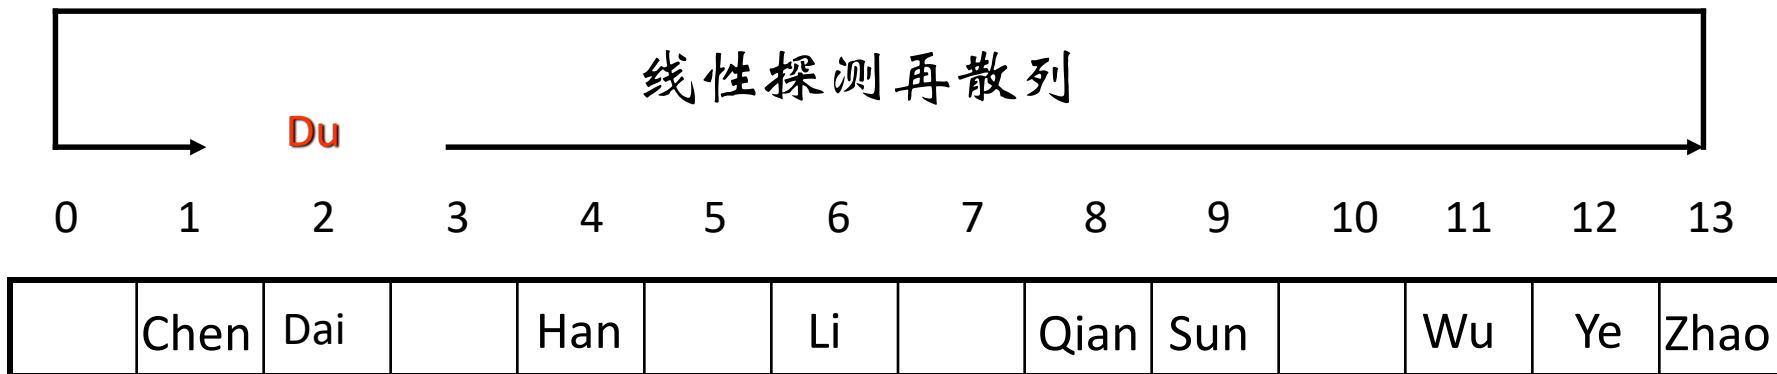 线性探测再散列
Du
0 1 2 3 4 5 6 7 8 9 10 11 12 13
Chen Dai Han Li Qian Sun Wu Ye Zhao